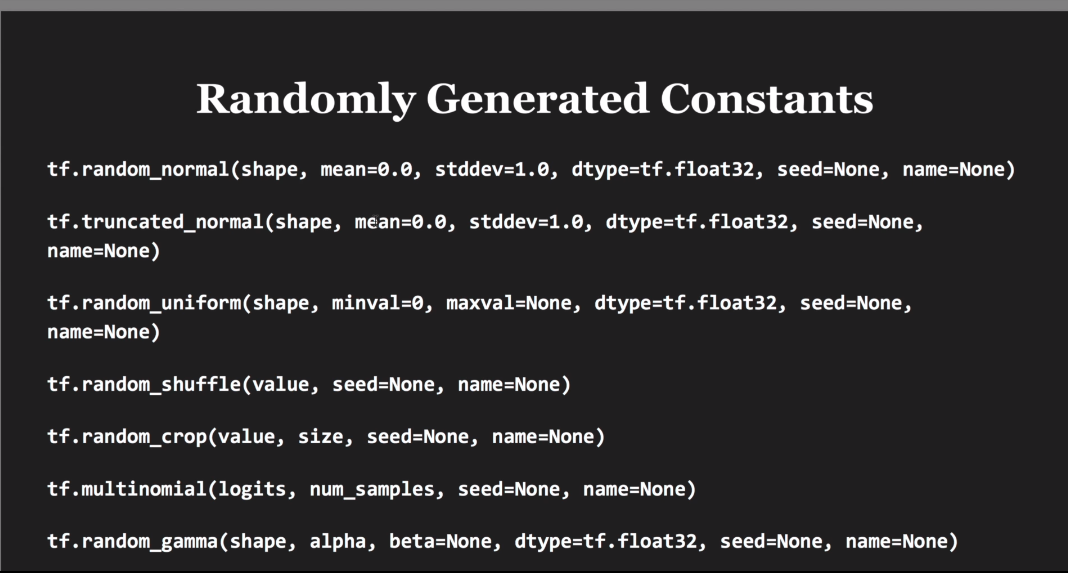 Randomly Generated Constants
tf.random_normal(shape, mean=0.0, stddev=1.0, dtype=tf.float32, seed=None, name=None)
tf.truncated_normal(shape, mean=0.0, stddev=1.0, dtype=tf.float32, seed=None,
name=None)
tf.random_uniform(shape, minval=0, maxval=None, dtype=tf.float32, seed=None,
name=None)
tf.random_shuffle(value, seed=None, name=None)
tf.random_crop(value, size, seed=None, name=None)
tf.multinomial(logits, num_samples, seed=None, name=None)
tf.random_gamma(shape, alpha, beta=None, dtype=tf.float32, seed=None, name=None)